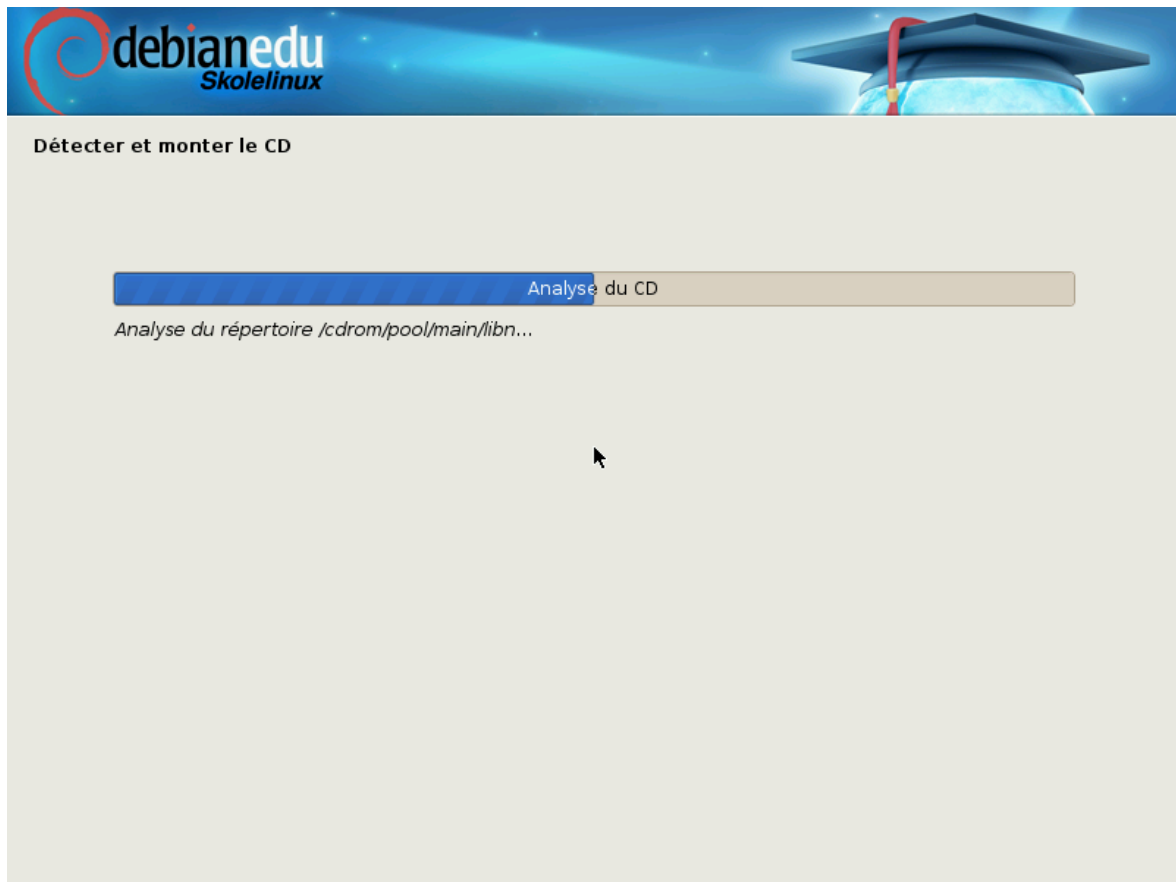 debianedu
Skolelinux
Détecter et monter le CD
Analyse du CD
Analyse du répertoire /cdrom/pool/main/libn...